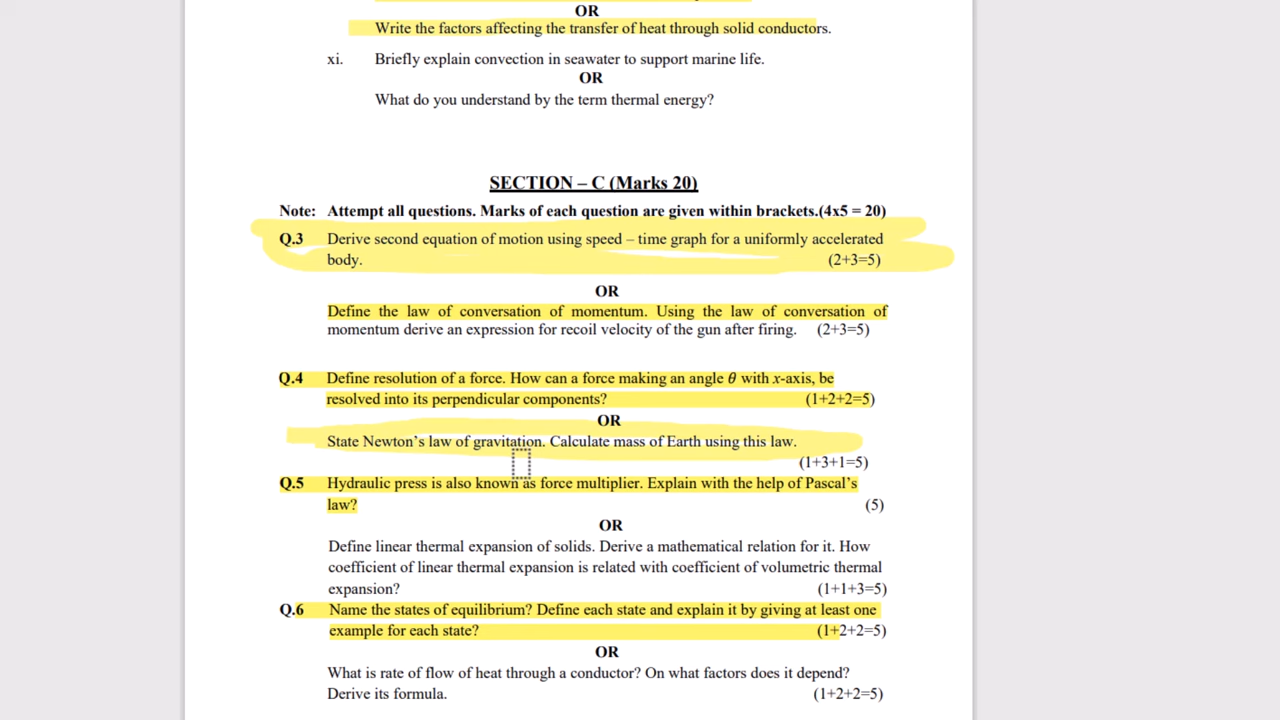 OR
Write the factors affecting the transfer of heat through solid conductors.
xi. Briefly explain convection in seawater to support marine life.
OR
What do you understand by the term thermal energy?
SECTION – C (Marks 20)
Note: Attempt all questions. Marks of each question are given within brackets.(4x5 = 20)
Q.3 Derive second equation of motion using speed – time graph for a uniformly accelerated
body. (2+3=5)
OR
Define the law of conversation of momentum. Using the law of conversation of
momentum derive an expression for recoil velocity of the gun after firing. (2+3=5)
Q.4 Define resolution of a force. How can a force making an angle θ with x-axis, be
resolved into its perpendicular components? (1+2+2=5)
OR
State Newton's law of gravitation. Calculate mass of Earth using this law.
(1+3+1=5)
Q.5 Hydraulic press is also known as force multiplier. Explain with the help of Pascal's
law? (5)
OR
Define linear thermal expansion of solids. Derive a mathematical relation for it. How
coefficient of linear thermal expansion is related with coefficient of volumetric thermal
expansion? (1+1+3=5)
Q.6 Name the states of equilibrium? Define each state and explain it by giving at least one
example for each state? (1+2+2=5)
OR
What is rate of flow of heat through a conductor? On what factors does it depend?
Derive its formula. (1+2+2=5)